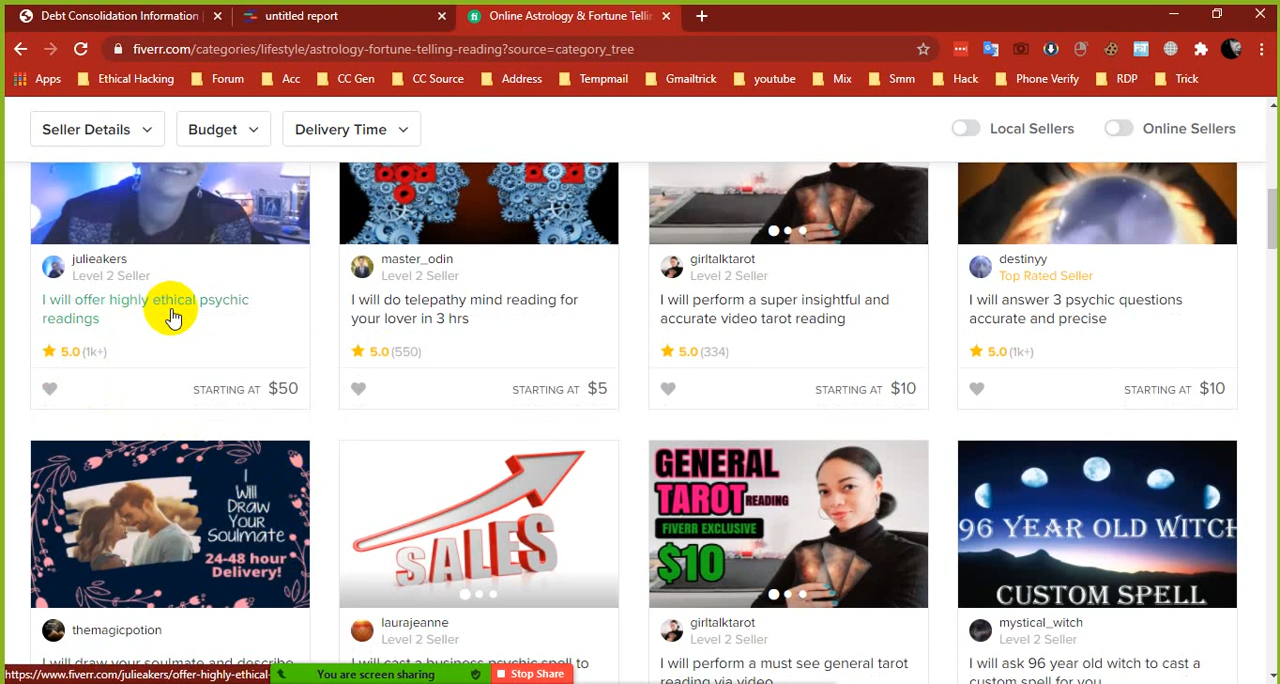 Debt Consolidation Information
untitled report
Online Astrology & Fortune Tellin
fiverr.com/categories/lifestyle/astrology-fortune-telling-reading?source=category_tree
Apps Ethical Hacking Forum Acc CC Gen CC Source Address Tempmail Gmailtrick youtube Mix Smm Hack Phone Verify RDP Trick
Seller Details Budget Delivery Time Local Sellers Online Sellers
julieakers
Level 2 Seller
I will offer highly ethical psychic
readings
5.0 (1k+)
STARTING AT $50
master_odin
Level 2 Seller
I will do telepathy mind reading for
your lover in 3 hrs
5.0 (550)
STARTING AT $5
girltalktarot
Level 2 Seller
I will perform a super insightful and
accurate video tarot reading
5.0 (334)
STARTING AT $10
destinyy
Top Rated Seller
I will answer 3 psychic questions
accurate and precise
5.0 (1k+)
STARTING AT $10
I
WILL
DRAW
YOUR
SOULMATE
24-48 hour
Delivery!
themagicpotion
I will draw your soulmate and describe
SALES
laurajeanne
Level 2 Seller
I will cast a business psychic spell to
GENERAL
TAROT READING
FIVERR EXCLUSIVE
$10
girltalktarot
Level 2 Seller
I will perform a must see general tarot
reading via video
96 YEAR OLD WITCH
CUSTOM SPELL
mystical_witch
Level 2 Seller
I will ask 96 year old witch to cast a
custom spell for you
https://www.fiverr.com/julieakers/offer-highly-ethical-
You are screen sharing
Stop Share